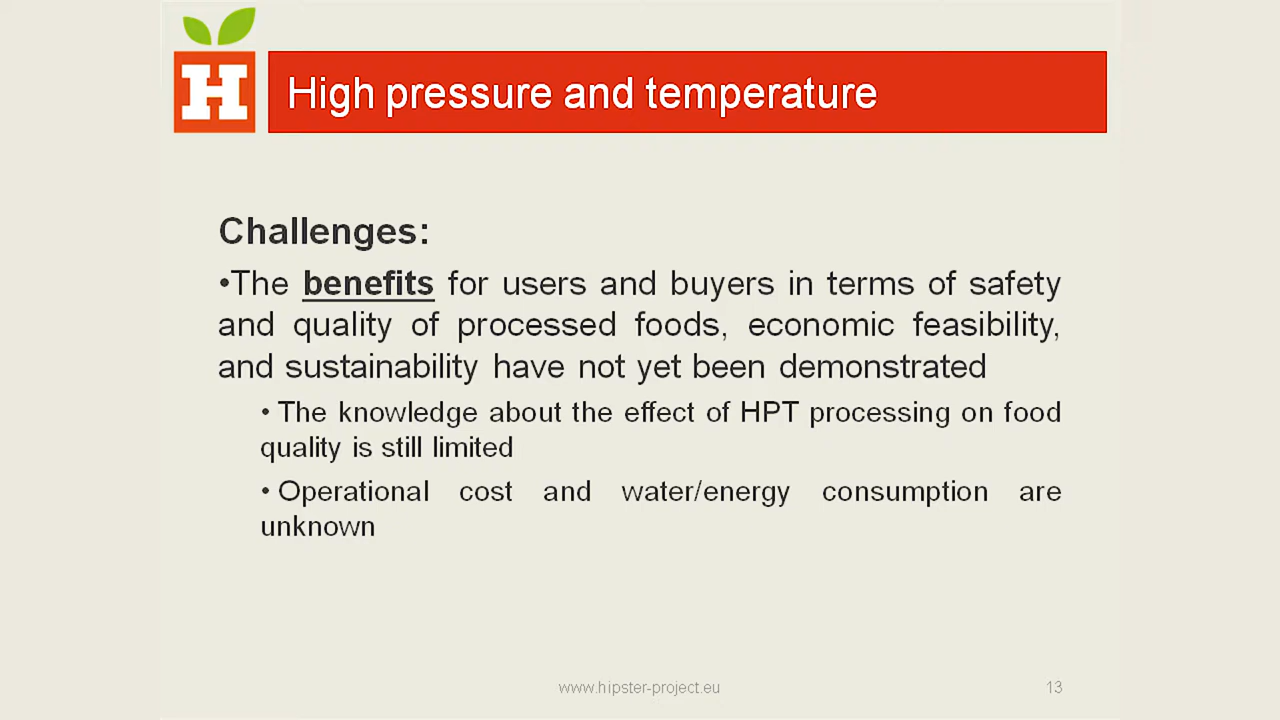 H
High pressure and temperature
Challenges:
•The benefits for users and buyers in terms of safety
and quality of processed foods, economic feasibility,
and sustainability have not yet been demonstrated
• The knowledge about the effect of HPT processing on food
quality is still limited
• Operational cost and water/energy consumption are
unknown
www.hipster-project.eu
13